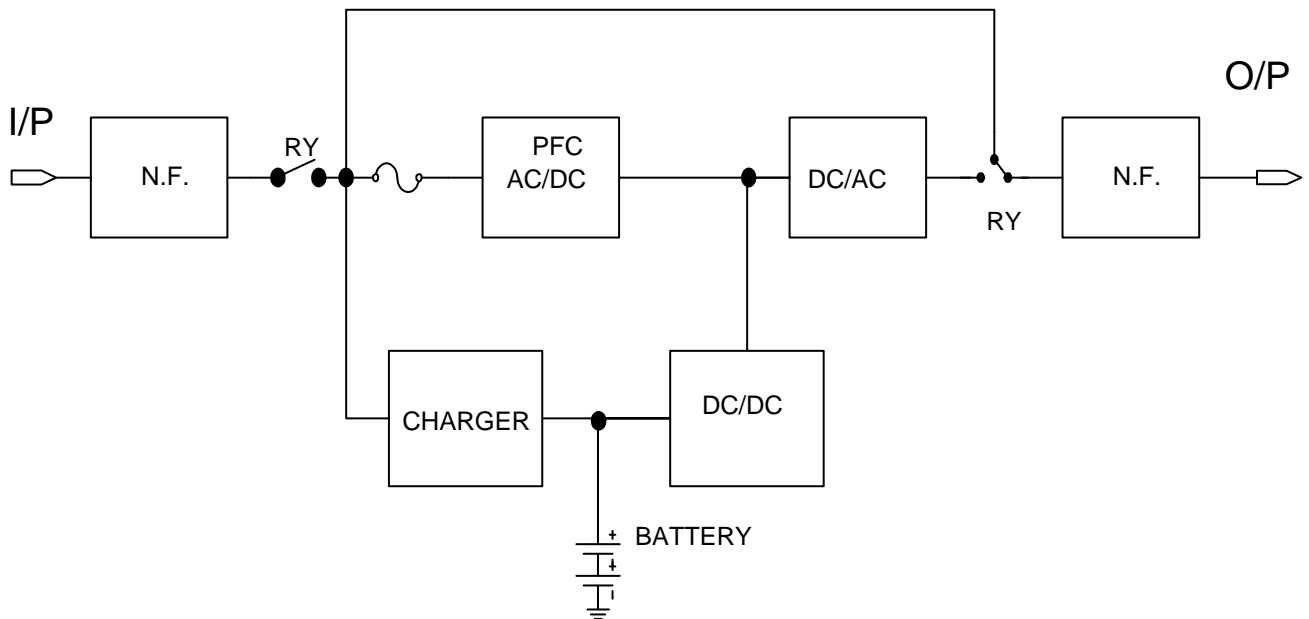 I/P
O/P
N.F.
RY
PFC
AC/DC
DC/AC
RY
N.F.
CHARGER
DC/DC
BATTERY
+
+